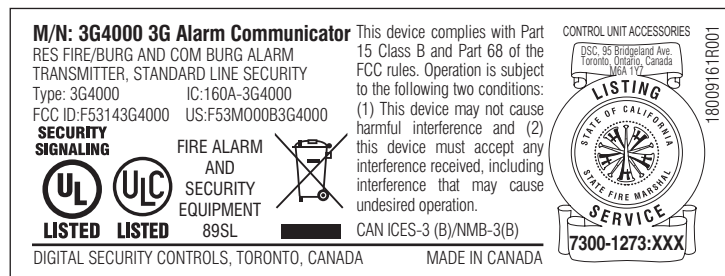 M/N: 3G4000 3G Alarm Communicator
RES FIRE/BURG AND COM BURG ALARM
TRANSMITTER, STANDARD LINE SECURITY
Type: 3G4000 IC:160A-3G4000
FCC ID:F53143G4000 US:F53MO00B3G4000
SECURITY
SIGNALING
UL
LISTED
ULC
LISTED
FIRE ALARM
AND
SECURITY
EQUIPMENT
89SL
This device complies with Part
15 Class B and Part 68 of the
FCC rules. Operation is subject
to the following two conditions:
(1) This device may not cause
harmful interference and (2)
this device must accept any
interference received, including
interference that may cause
undesired operation.
CAN ICES-3 (B)/NMB-3(B)
DIGITAL SECURITY CONTROLS, TORONTO, CANADA MADE IN CANADA
CONTROL UNIT ACCESSORIES
DSC, 95 Bridgeland Ave.
Toronto, Ontario, Canada
M6A 1Y7
LISTING
STATE OF CALIFORNIA
STATE FIRE MARSHAL
SERVICE
7300-1273:XXX
18009161R001